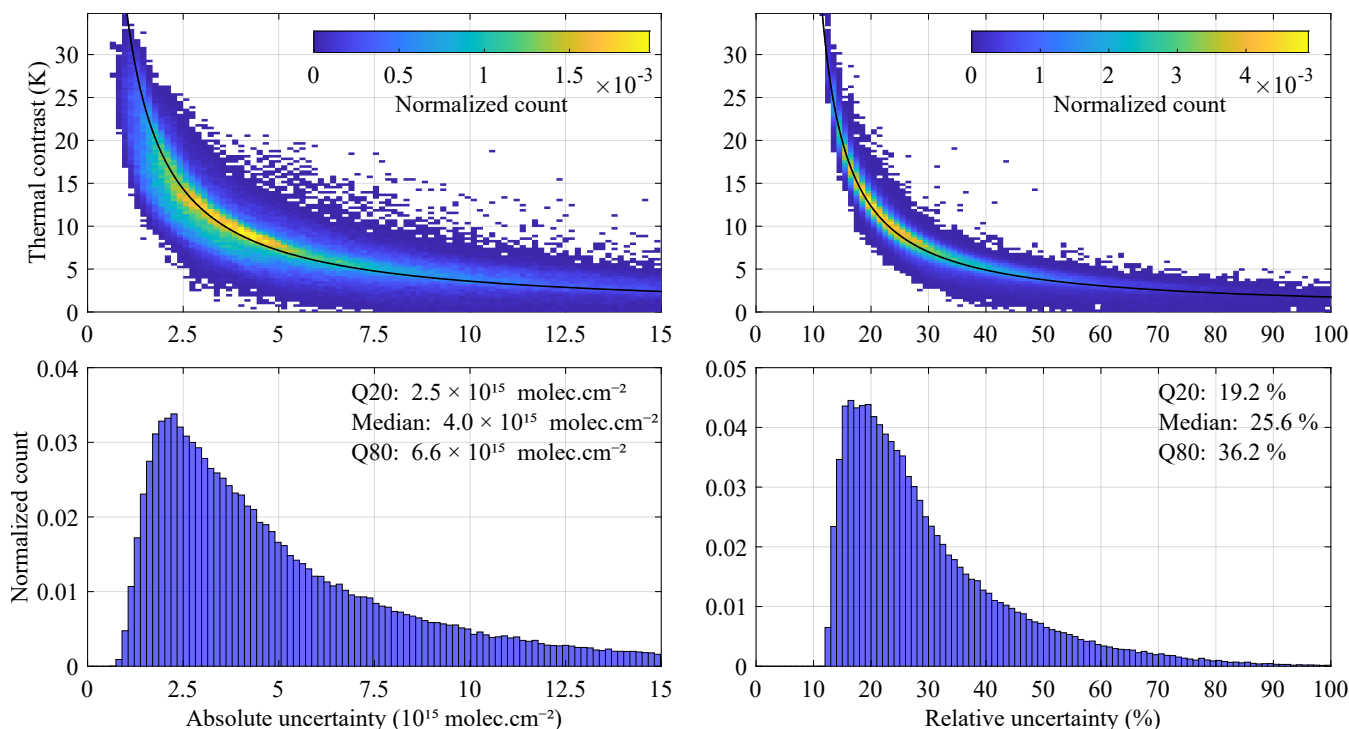 Thermal contrast (K)
35
30
25
20
15
10
5
0
0 0.5 1 1.5 ×10⁻³
Normalized count
0 2.5 5 7.5 10 12.5 15
30
25
20
15
10
5
0
0 1 2 3 4 ×10⁻³
Normalized count
0 10 20 30 40 50 60 70 80 90 100
Normalized count
0.04
0.03
0.02
0.01
0
Q20: 2.5 × 10¹⁵ molec.cm⁻²
Median: 4.0 × 10¹⁵ molec.cm⁻²
Q80: 6.6 × 10¹⁵ molec.cm⁻²
0 2.5 5 7.5 10 12.5 15
Absolute uncertainty (10¹⁵ molec.cm⁻²)
0.05
0.04
0.03
0.02
0.01
0
Q20: 19.2 %
Median: 25.6 %
Q80: 36.2 %
0 10 20 30 40 50 60 70 80 90 100
Relative uncertainty (%)